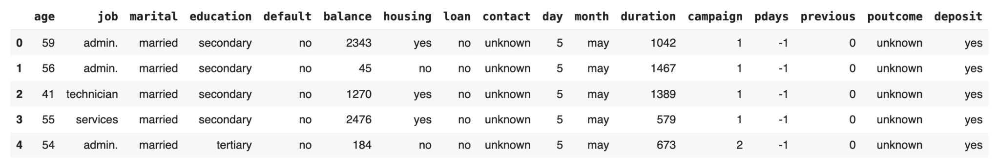 age job marital education default balance housing loan contact day month duration campaign pdays previous poutcome deposit
0 59 admin. married secondary no 2343 yes no unknown 5 may 1042 1 -1 0 unknown yes
1 56 admin. married secondary no 45 no no unknown 5 may 1467 1 -1 0 unknown yes
2 41 technician married secondary no 1270 yes no unknown 5 may 1389 1 -1 0 unknown yes
3 55 services married secondary no 2476 yes no unknown 5 may 579 1 -1 0 unknown yes
4 54 admin. married tertiary no 184 no no unknown 5 may 673 2 -1 0 unknown yes